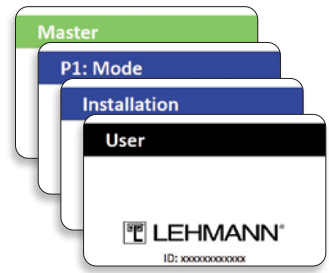 Master
P1: Mode
Installation
User
LEHMANN®
ID: xxxxxxxxxxxx